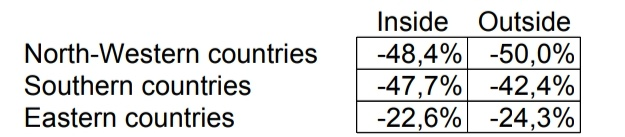 Inside Outside
North-Western countries -48,4% -50,0%
Southern countries -47,7% -42,4%
Eastern countries -22,6% -24,3%